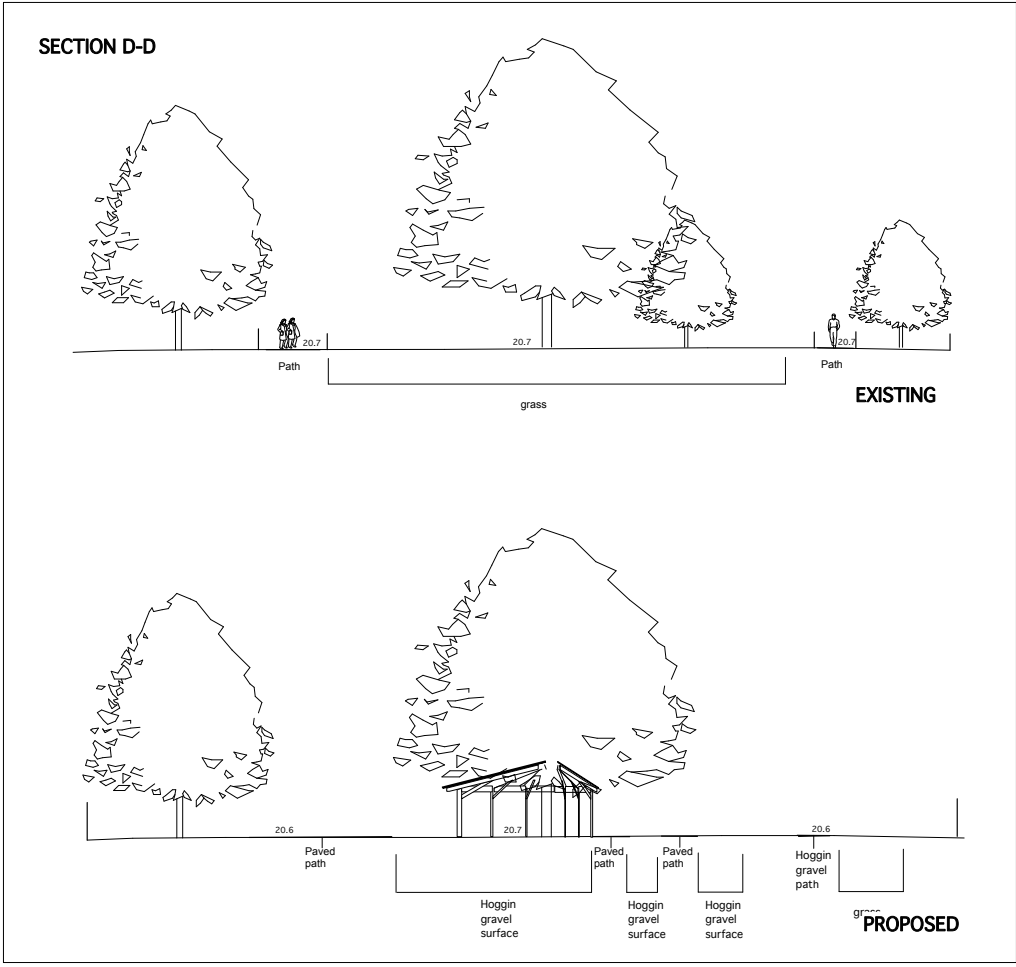 SECTION D-D
20.7
20.7
20.7
Path
Path
EXISTING
grass
20.6
20.7
20.6
Paved
path
Paved
path
Paved
path
Hoggin
gravel
path
Hoggin
gravel
surface
Hoggin
gravel
surface
Hoggin
gravel
surface
grass
PROPOSED